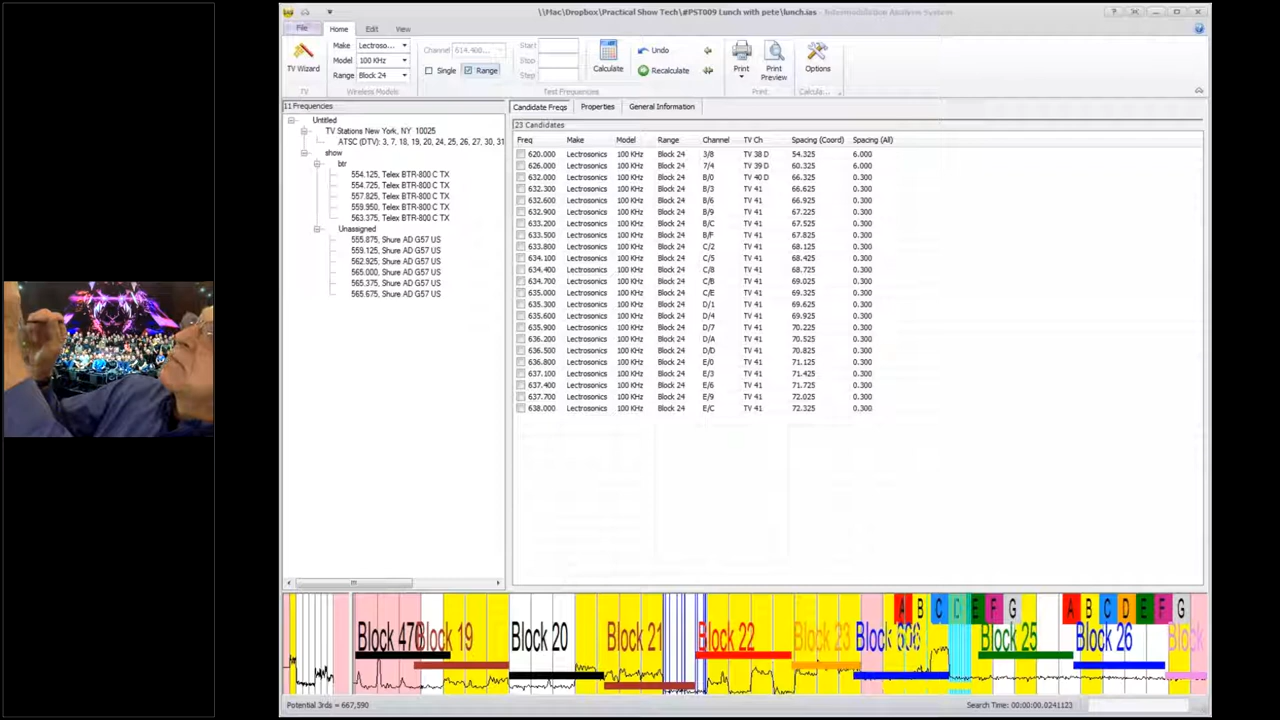 \\Mac\Dropbox\Practical Show Tech\#PST009 Lunch with pete\lunch.ias - Intermodulation Analysis System
File Home Edit View
TV Wizard
TV
Make Lectroso...
Model 100 KHz
Range Block 24
Wireless Models
Channel 614.400...
Single Range
Start
Stop
Step
Test Frequencies
Calculate
Undo
Recalculate
Print
Print Preview
Print
Options
Calcula...
11 Frequencies
Untitled
TV Stations New York, NY 10025
ATSC (DTV): 3, 7, 18, 19, 20, 24, 25, 26, 27, 30, 31
show
btr
554.125, Telex BTR-800 C TX
554.725, Telex BTR-800 C TX
557.825, Telex BTR-800 C TX
559.950, Telex BTR-800 C TX
563.375, Telex BTR-800 C TX
Unassigned
555.875, Shure AD G57 US
559.125, Shure AD G57 US
562.925, Shure AD G57 US
565.000, Shure AD G57 US
565.375, Shure AD G57 US
565.675, Shure AD G57 US
Candidate Freqs Properties General Information
23 Candidates
Freq Make Model Range Channel TV Ch Spacing (Coord) Spacing (All)
620.000 Lectrosonics 100 KHz Block 24 3/8 TV 38 D 54.325 6.000
626.000 Lectrosonics 100 KHz Block 24 7/4 TV 39 D 60.325 6.000
632.000 Lectrosonics 100 KHz Block 24 B/0 TV 40 D 66.325 0.300
632.300 Lectrosonics 100 KHz Block 24 B/3 TV 41 66.625 0.300
632.600 Lectrosonics 100 KHz Block 24 B/6 TV 41 66.925 0.300
632.900 Lectrosonics 100 KHz Block 24 B/9 TV 41 67.225 0.300
633.200 Lectrosonics 100 KHz Block 24 B/C TV 41 67.525 0.300
633.500 Lectrosonics 100 KHz Block 24 B/F TV 41 67.825 0.300
633.800 Lectrosonics 100 KHz Block 24 C/2 TV 41 68.125 0.300
634.100 Lectrosonics 100 KHz Block 24 C/5 TV 41 68.425 0.300
634.400 Lectrosonics 100 KHz Block 24 C/8 TV 41 68.725 0.300
634.700 Lectrosonics 100 KHz Block 24 C/B TV 41 69.025 0.300
635.000 Lectrosonics 100 KHz Block 24 C/E TV 41 69.325 0.300
635.300 Lectrosonics 100 KHz Block 24 D/1 TV 41 69.625 0.300
635.600 Lectrosonics 100 KHz Block 24 D/4 TV 41 69.925 0.300
635.900 Lectrosonics 100 KHz Block 24 D/7 TV 41 70.225 0.300
636.200 Lectrosonics 100 KHz Block 24 D/A TV 41 70.525 0.300
636.500 Lectrosonics 100 KHz Block 24 D/D TV 41 70.825 0.300
636.800 Lectrosonics 100 KHz Block 24 E/0 TV 41 71.125 0.300
637.100 Lectrosonics 100 KHz Block 24 E/3 TV 41 71.425 0.300
637.400 Lectrosonics 100 KHz Block 24 E/6 TV 41 71.725 0.300
637.700 Lectrosonics 100 KHz Block 24 E/9 TV 41 72.025 0.300
638.000 Lectrosonics 100 KHz Block 24 E/C TV 41 72.325 0.300
A B C D E F G A B C D E F G
Block 470 Block 19 Block 20 Block 21 Block 22 Block 23 Block Block 25 Block 26 Block
Potential 3rds = 667,590 Search Time: 00:00:00.0241123